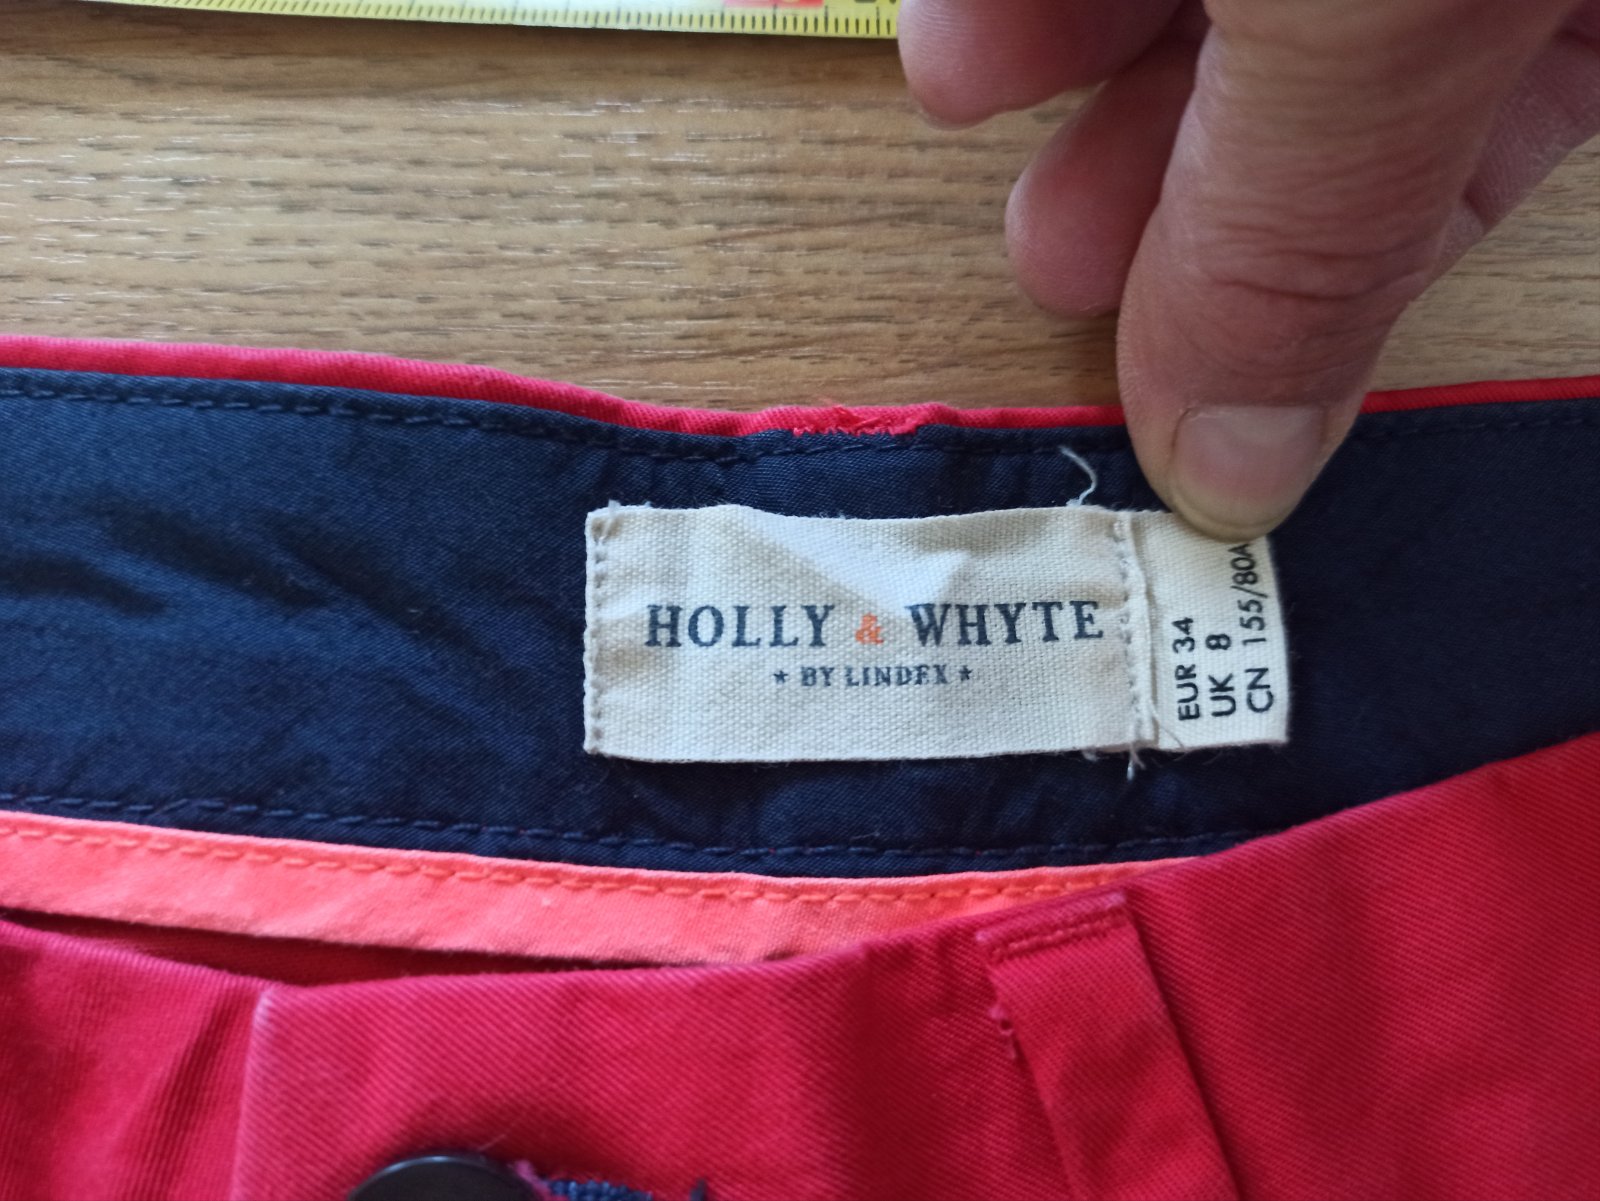 HOLLY & WHYTE
★ BY LINDEX ★
EUR 34
UK 8
CN 155/80A